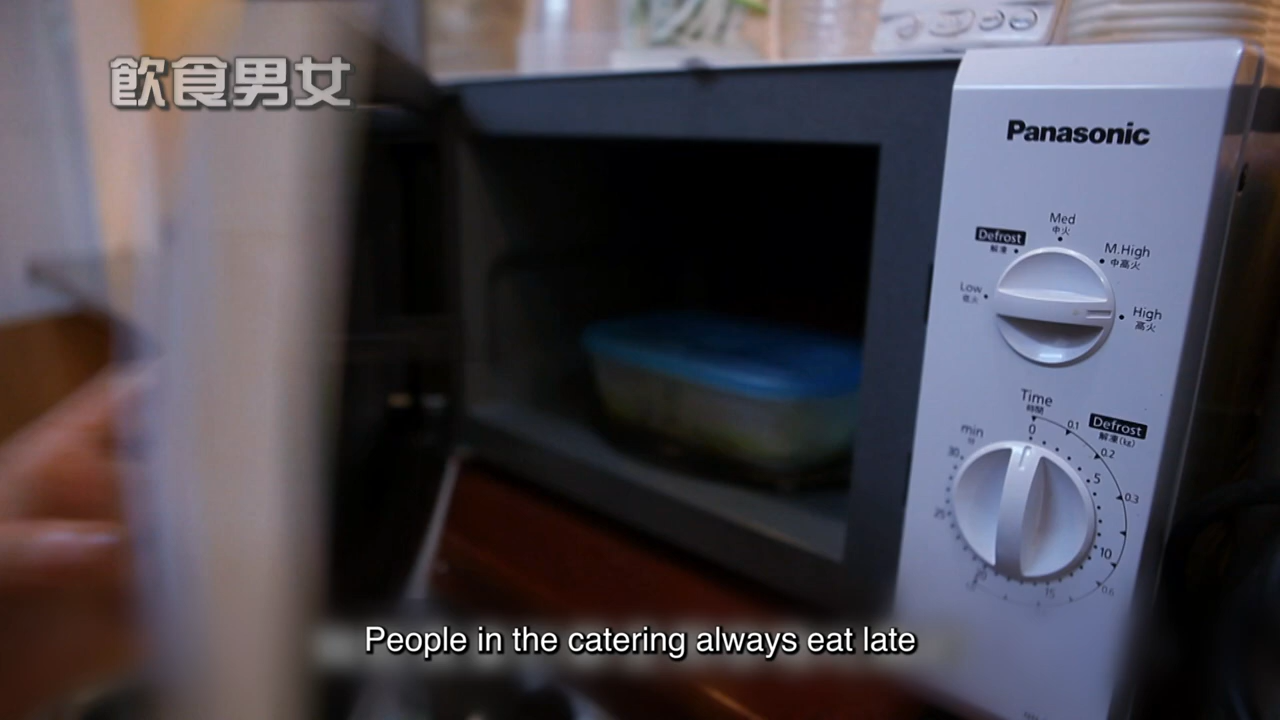 飲食男女
Panasonic
Med
中火
Defrost
解凍
M.High
中高火
Low
低火
High
高火
Time
時間
Defrost
解凍(kg)
min
分
0
0.1
0.2
30
5
0.3
25
10
15
0.6
People in the catering always eat late